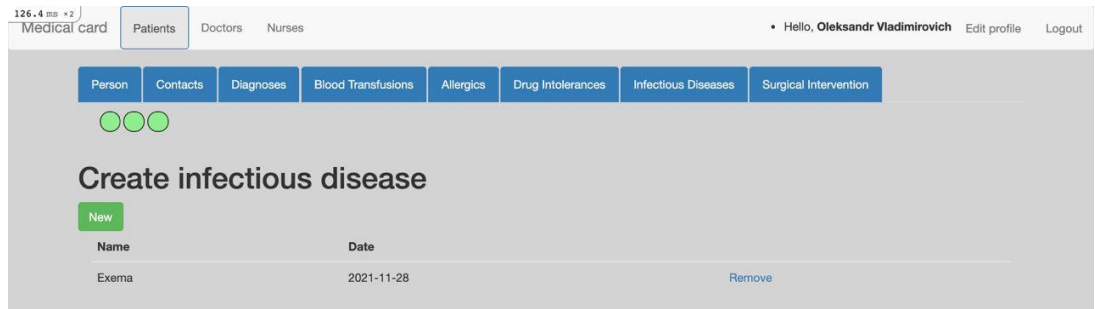 126.4 ms ×2
Medical card Patients Doctors Nurses • Hello, Oleksandr Vladimirovich Edit profile Logout
Person Contacts Diagnoses Blood Transfusions Allergics Drug Intolerances Infectious Diseases Surgical Intervention
Create infectious disease
New
Name Date
Exema 2021-11-28 Remove